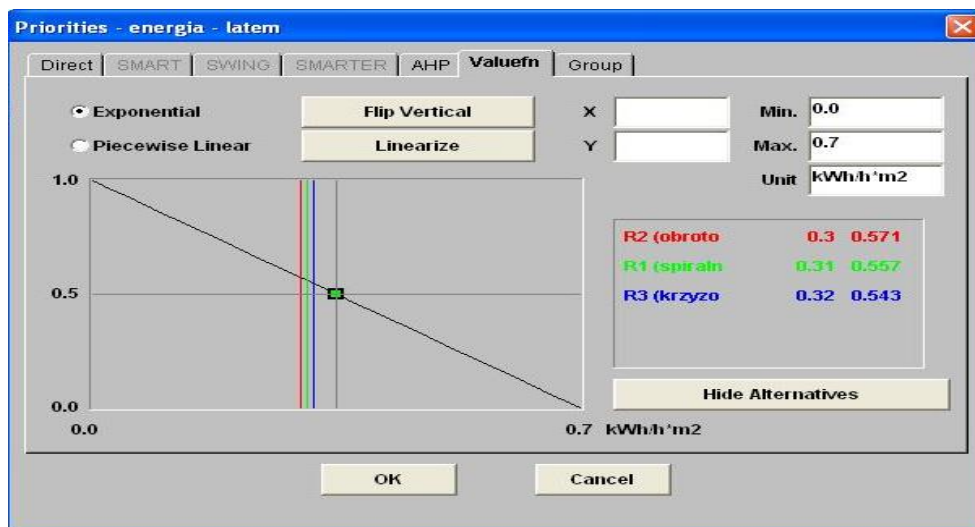 Priorities - energia - latem
Direct SMART SWING SMARTER AHP Valuefn Group
Exponential Flip Vertical X Min. 0.0
Piecewise Linear Linearize Y Max. 0.7
Unit kWh/h*m2
1.0
R2 (obroto 0.3 0.571
R1 (spiraln 0.31 0.557
0.5
R3 (krzyzo 0.32 0.543
Hide Alternatives
0.0
0.0 0.7 kWh/h*m2
OK Cancel